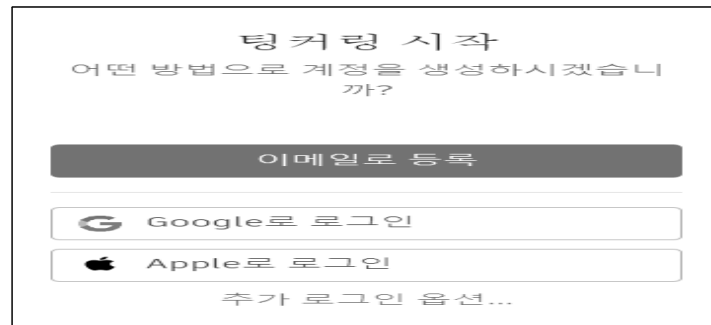 팅커링 시작
어떤 방법으로 계정을 생성하시겠습니
까?
이메일로 등록
Google로 로그인
Apple로 로그인
추가 로그인 옵션...